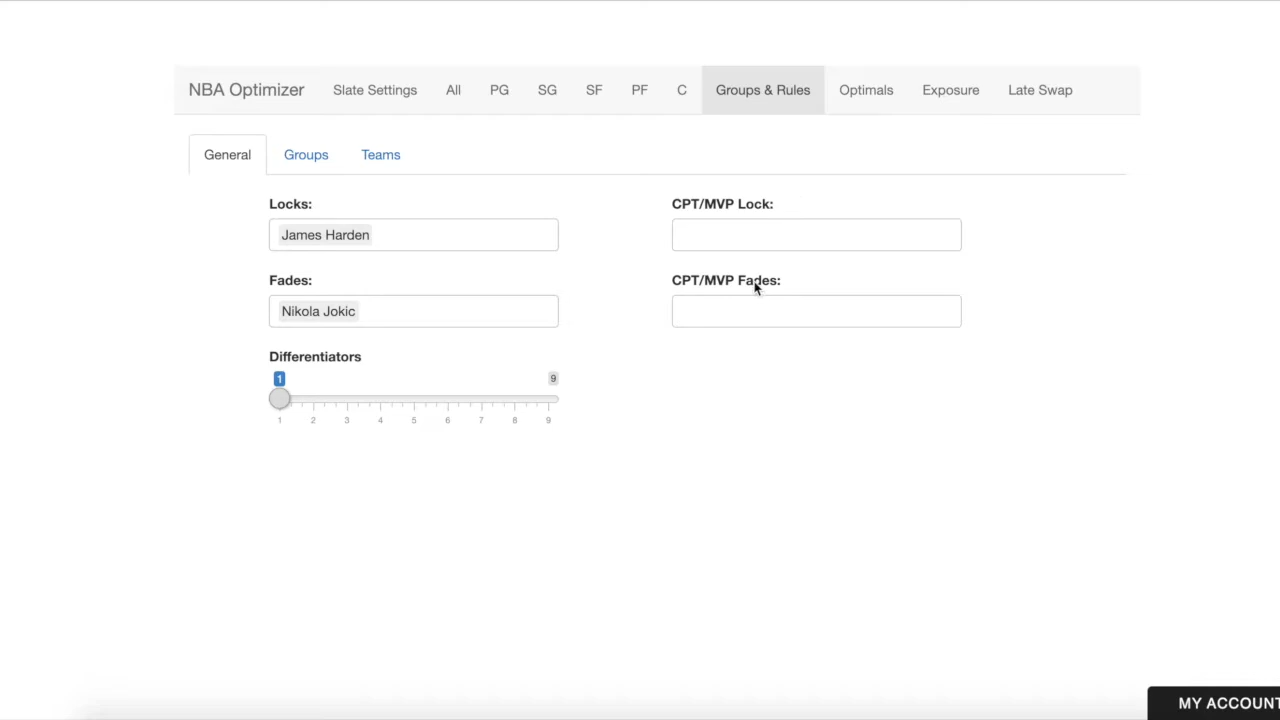 NBA Optimizer Slate Settings All PG SG SF PF C Groups & Rules Optimals Exposure Late Swap
General Groups Teams
Locks:
James Harden
CPT/MVP Lock:
Fades:
Nikola Jokic
CPT/MVP Fades:
Differentiators
1 9
1 2 3 4 5 6 7 8 9
MY ACCOUNT